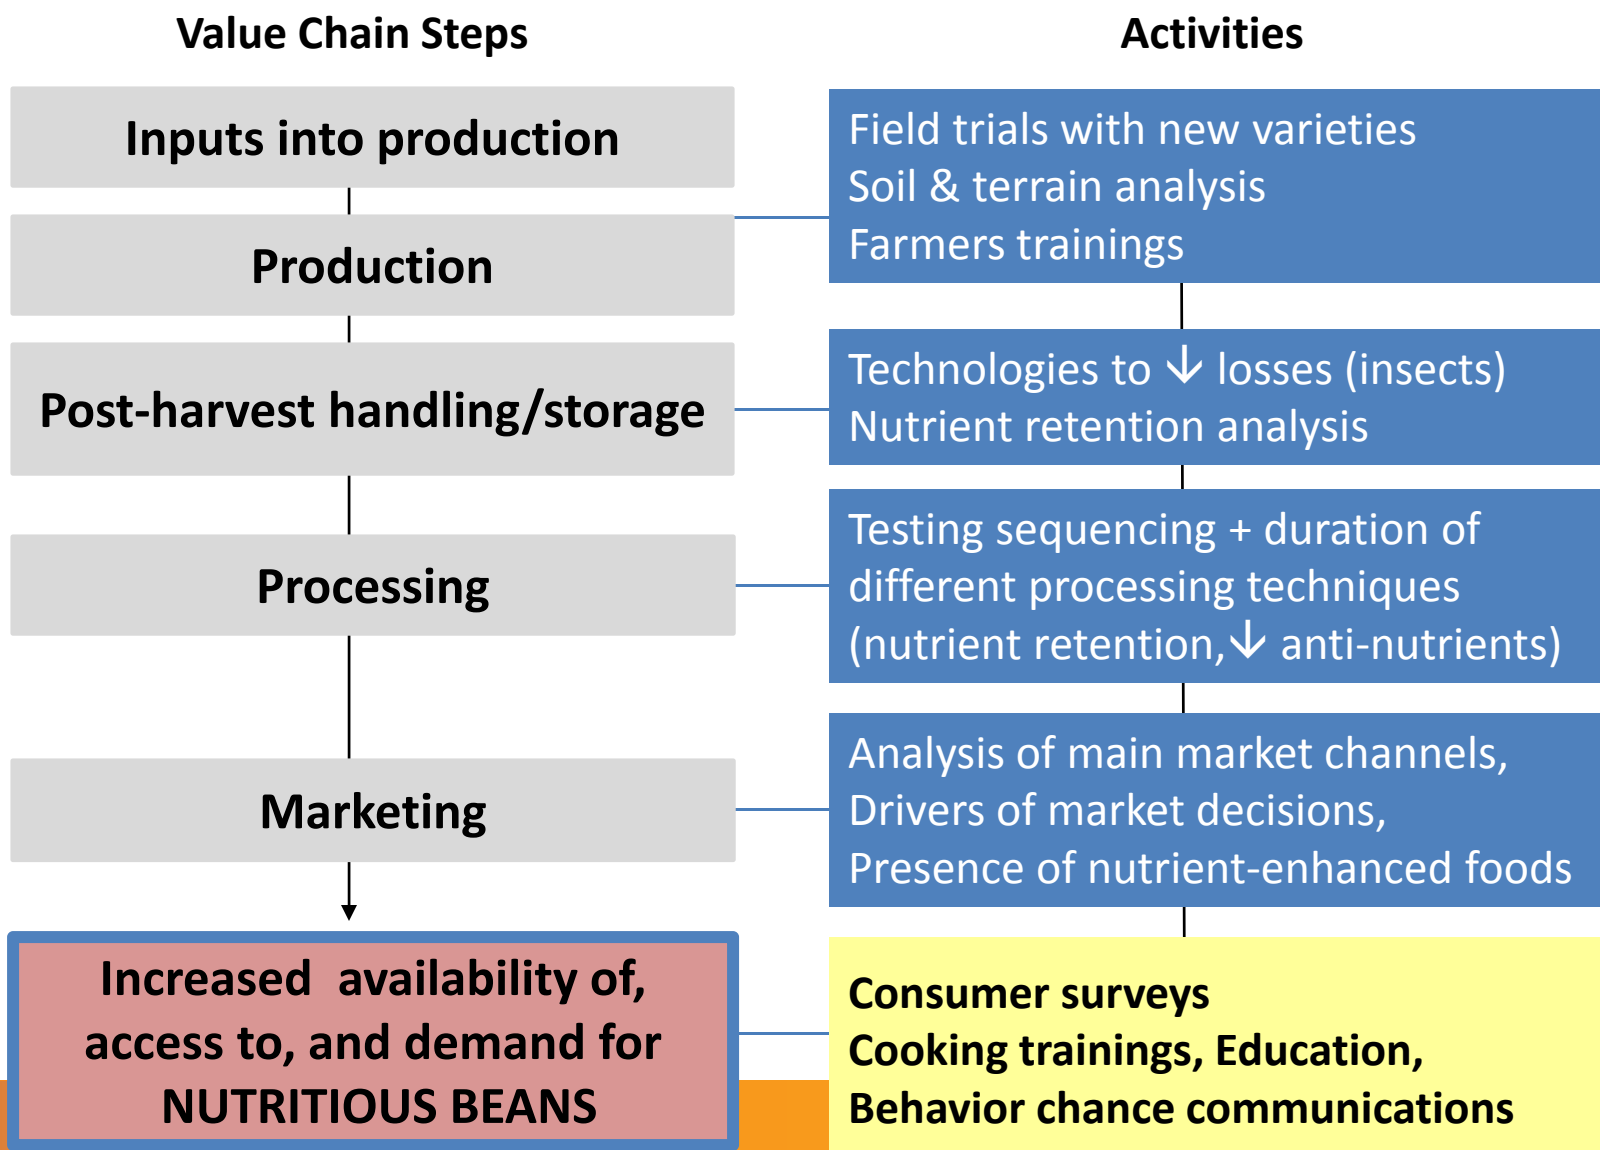 Value Chain Steps
Activities
Inputs into production
Field trials with new varieties
Soil & terrain analysis
Farmers trainings
Production
Post-harvest handling/storage
Technologies to ↓ losses (insects)
Nutrient retention analysis
Processing
Testing sequencing + duration of
different processing techniques
(nutrient retention,↓ anti-nutrients)
Marketing
Analysis of main market channels,
Drivers of market decisions,
Presence of nutrient-enhanced foods
Increased availability of,
access to, and demand for
NUTRITIOUS BEANS
Consumer surveys
Cooking trainings, Education,
Behavior chance communications